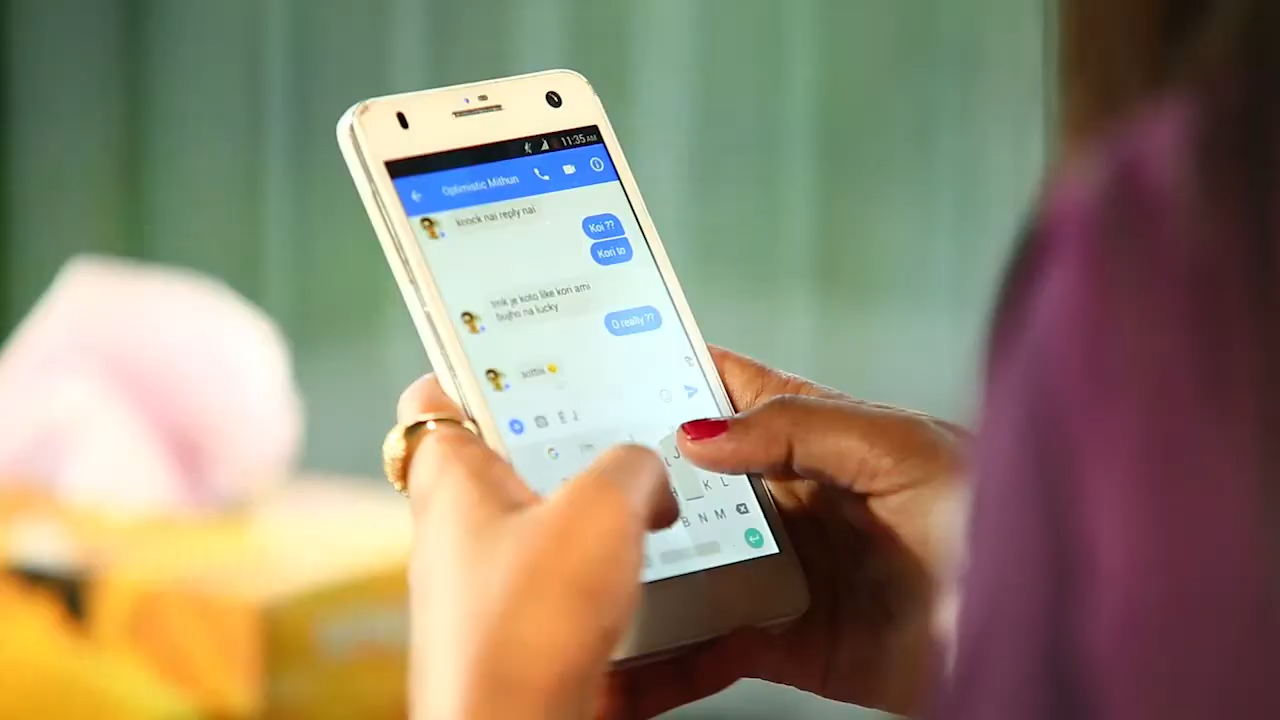 11:35 AM
Optimistic Mithun
knock nai reply nai
Koi ??
Kori to
tmk je koto like kori ami
bujho na lucky
O really ??
J
K L
B N M